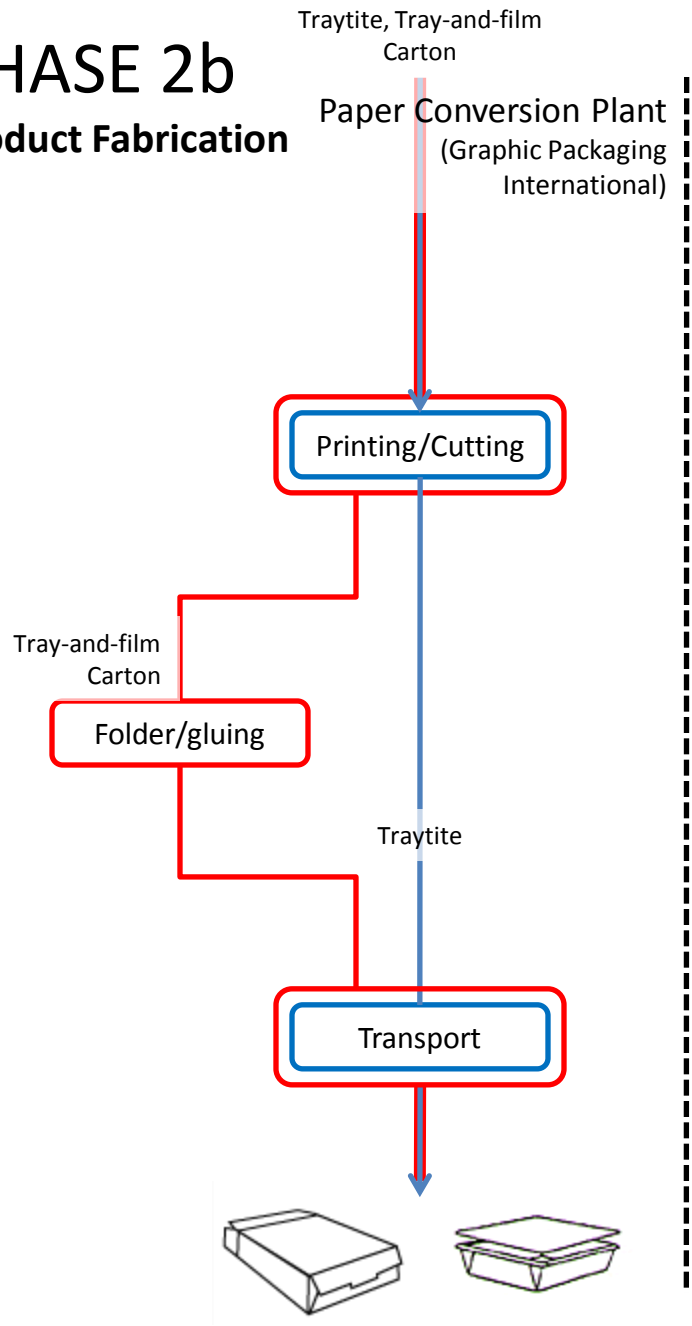 HASE 2b
oduct Fabrication
Traytite, Tray-and-film
Carton
Paper Conversion Plant
(Graphic Packaging
International)
Printing/Cutting
Tray-and-film
Carton
Folder/gluing
Traytite
Transport